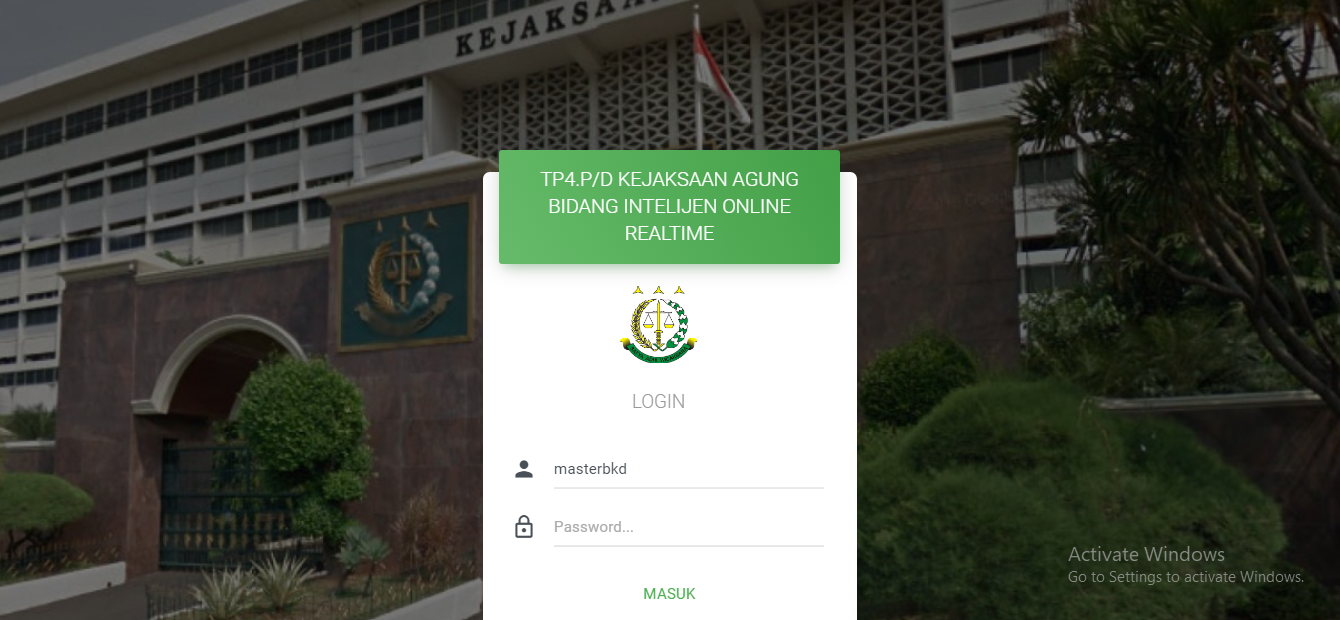 KEJAKSAA
TP4.P/D KEJAKSAAN AGUNG
BIDANG INTELIJEN ONLINE
REALTIME
LOGIN
masterbkd
Password...
MASUK
Activate Windows
Go to Settings to activate Windows.